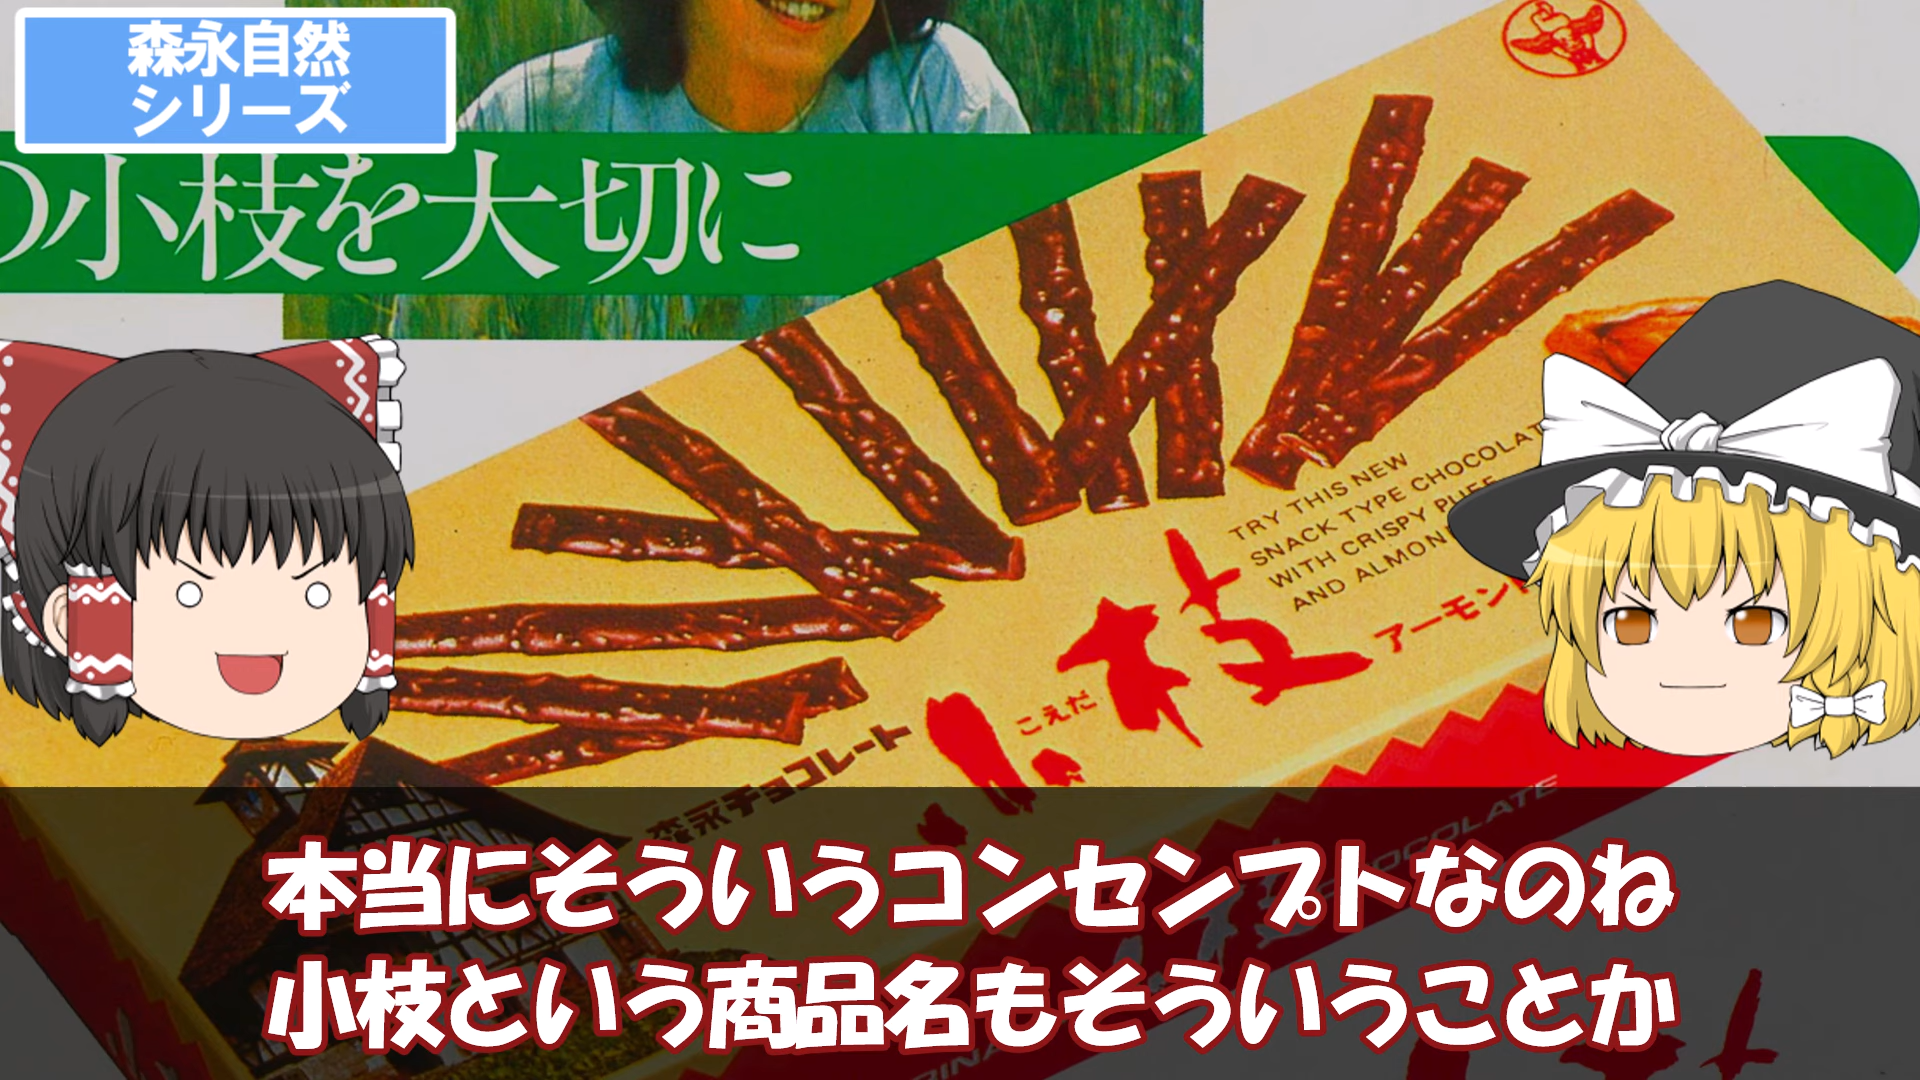 森永自然
シリーズ
小枝を大切に
TRY THIS NEW
SNACK TYPE CHOCOLAT
WITH CRISPY PUFF
AND ALMON
小枝
こえだ
アーモンド
森永チョコレート
CHOCOLATE
本当にそういうコンセンプトなのね
小枝という商品名もそういうことか